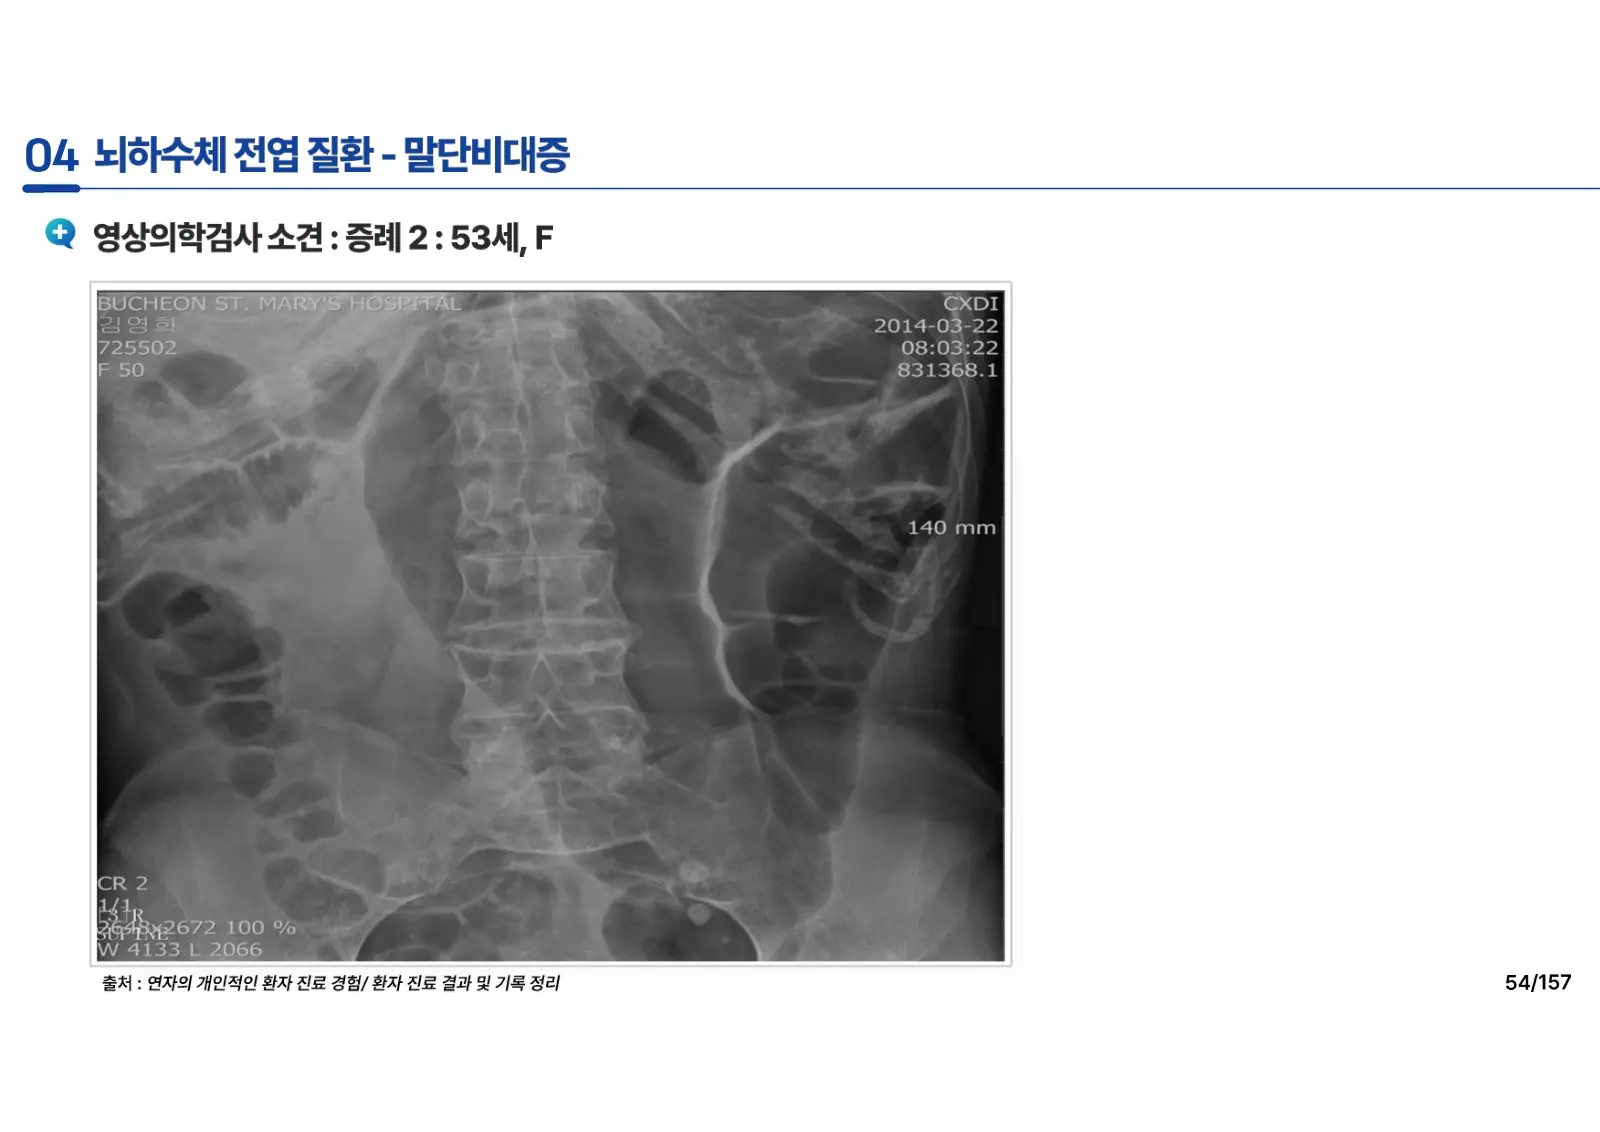 04 뇌하수체 전엽 질환 - 말단비대증
영상의학검사 소견 : 증례 2 : 53세, F
BUCHEON ST. MARY'S HOSPITAL
김영희
725502
F 50
CXDI
2014-03-22
08:03:22
831368.1
140 mm
CR 2
1/1
[3] R
2648x2672 100 %
SUPINE
W 4133 L 2066
출처 : 연자의 개인적인 환자 진료 경험/ 환자 진료 결과 및 기록 정리
54/157